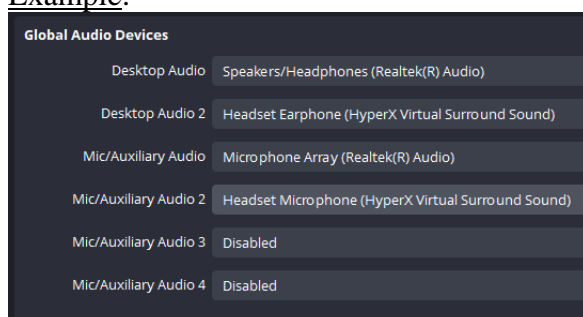 Example:
Global Audio Devices
Desktop Audio Speakers/Headphones (Realtek(R) Audio)
Desktop Audio 2 Headset Earphone (HyperX Virtual Surround Sound)
Mic/Auxiliary Audio Microphone Array (Realtek(R) Audio)
Mic/Auxiliary Audio 2 Headset Microphone (HyperX Virtual Surround Sound)
Mic/Auxiliary Audio 3 Disabled
Mic/Auxiliary Audio 4 Disabled